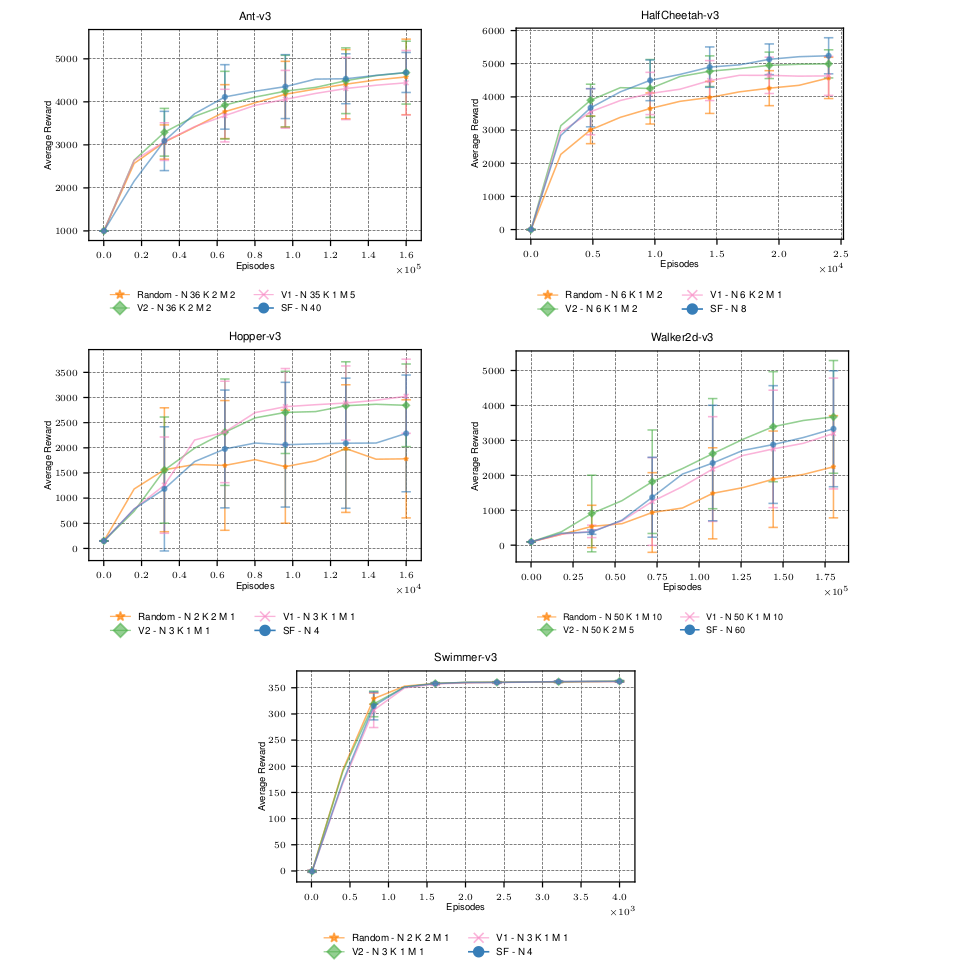 Ant-v3
Average Reward
5000
4000
3000
2000
1000
0.0 0.2 0.4 0.6 0.8 1.0 1.2 1.4 1.6
Episodes
×10⁵
Random - N 36 K 2 M 2
V1 - N 35 K 1 M 5
V2 - N 36 K 2 M 2
SF - N 40
HalfCheetah-v3
Average Reward
6000
5000
4000
3000
2000
1000
0
0.0 0.5 1.0 1.5 2.0 2.5
Episodes
×10⁴
Random - N 6 K 1 M 2
V1 - N 6 K 2 M 1
V2 - N 6 K 1 M 2
SF - N 8
Hopper-v3
Average Reward
3500
3000
2500
2000
1500
1000
500
0
0.0 0.2 0.4 0.6 0.8 1.0 1.2 1.4 1.6
Episodes
×10⁴
Random - N 2 K 2 M 1
V1 - N 3 K 1 M 1
V2 - N 3 K 1 M 1
SF - N 4
Walker2d-v3
Average Reward
5000
4000
3000
2000
1000
0
0.00 0.25 0.50 0.75 1.00 1.25 1.50 1.75
Episodes
×10⁵
Random - N 50 K 1 M 10
V1 - N 50 K 1 M 10
V2 - N 50 K 2 M 5
SF - N 60
Swimmer-v3
Average Reward
350
300
250
200
150
100
50
0
0.0 0.5 1.0 1.5 2.0 2.5 3.0 3.5 4.0
Episodes
×10³
Random - N 2 K 2 M 1
V1 - N 3 K 1 M 1
V2 - N 3 K 1 M 1
SF - N 4